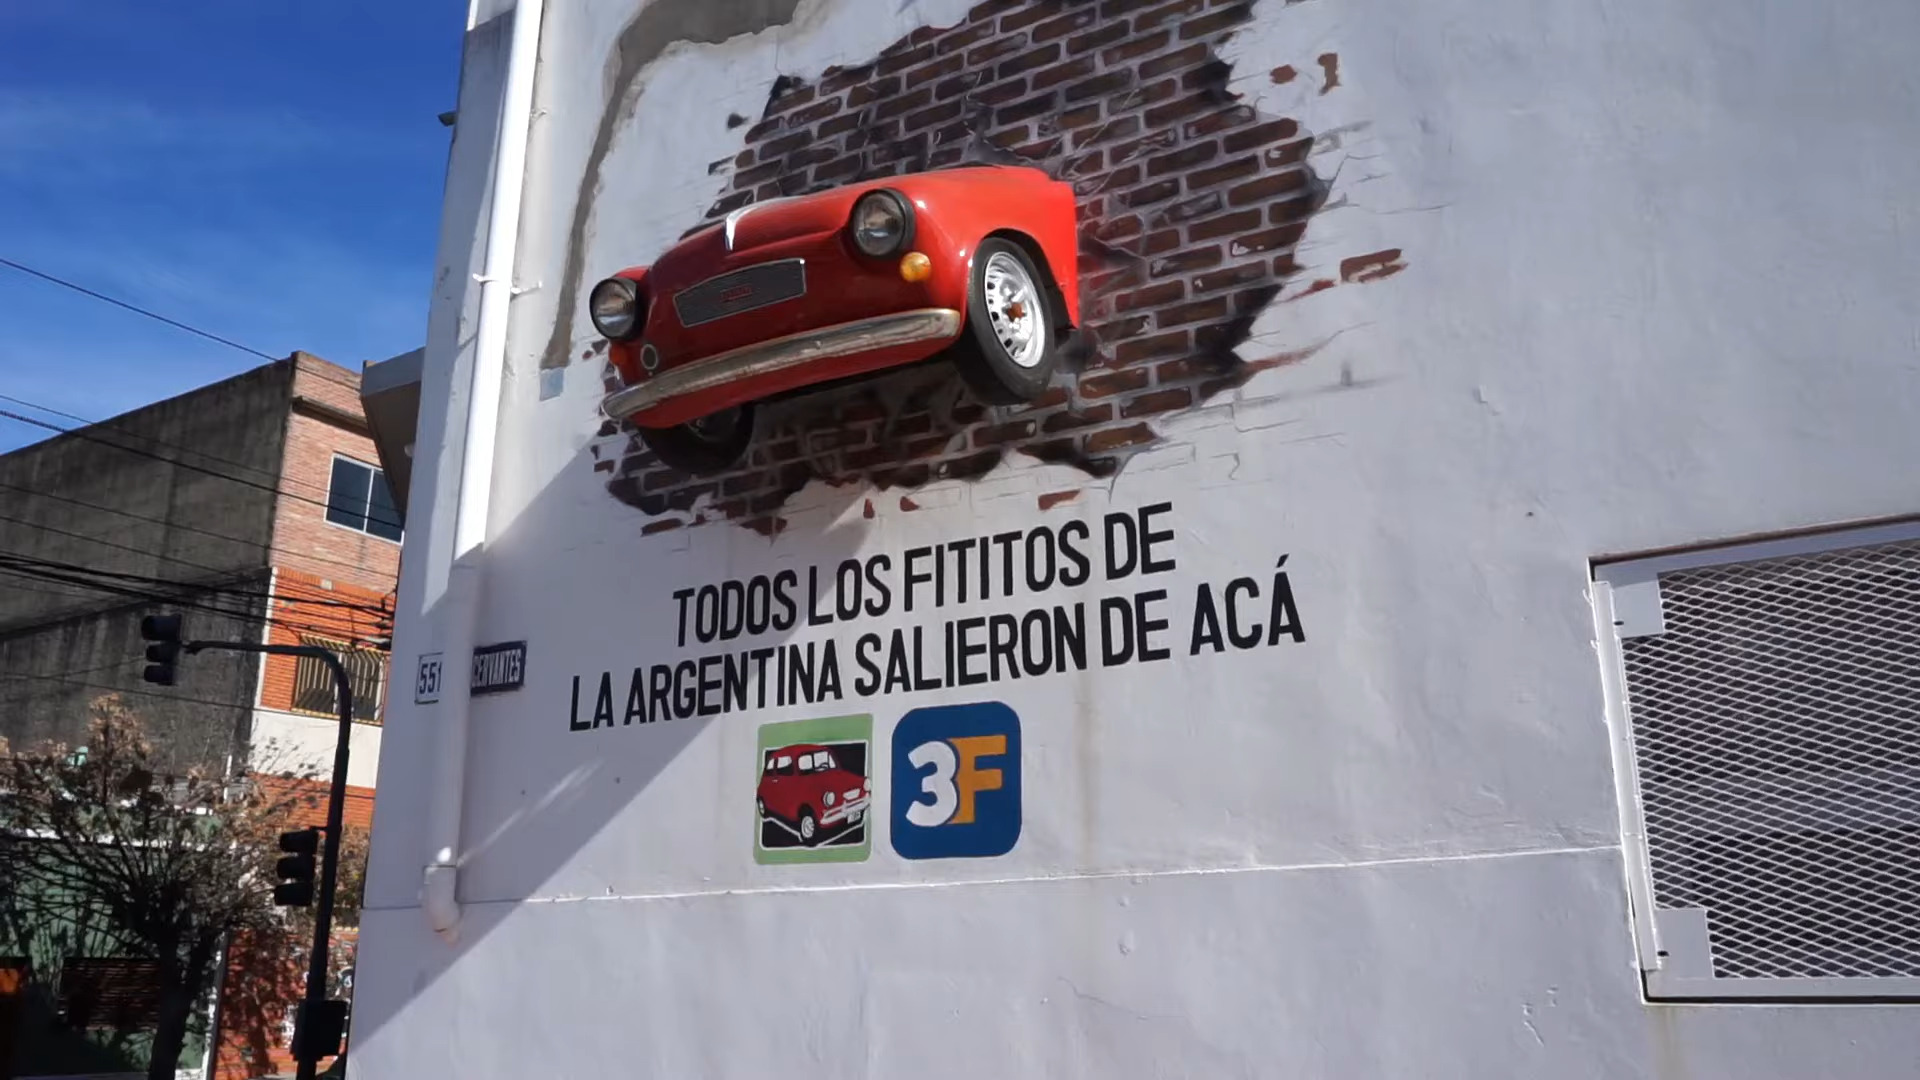 TODOS LOS FITITOS DE
LA ARGENTINA SALIERON DE ACÁ
551
CERVANTES
3F